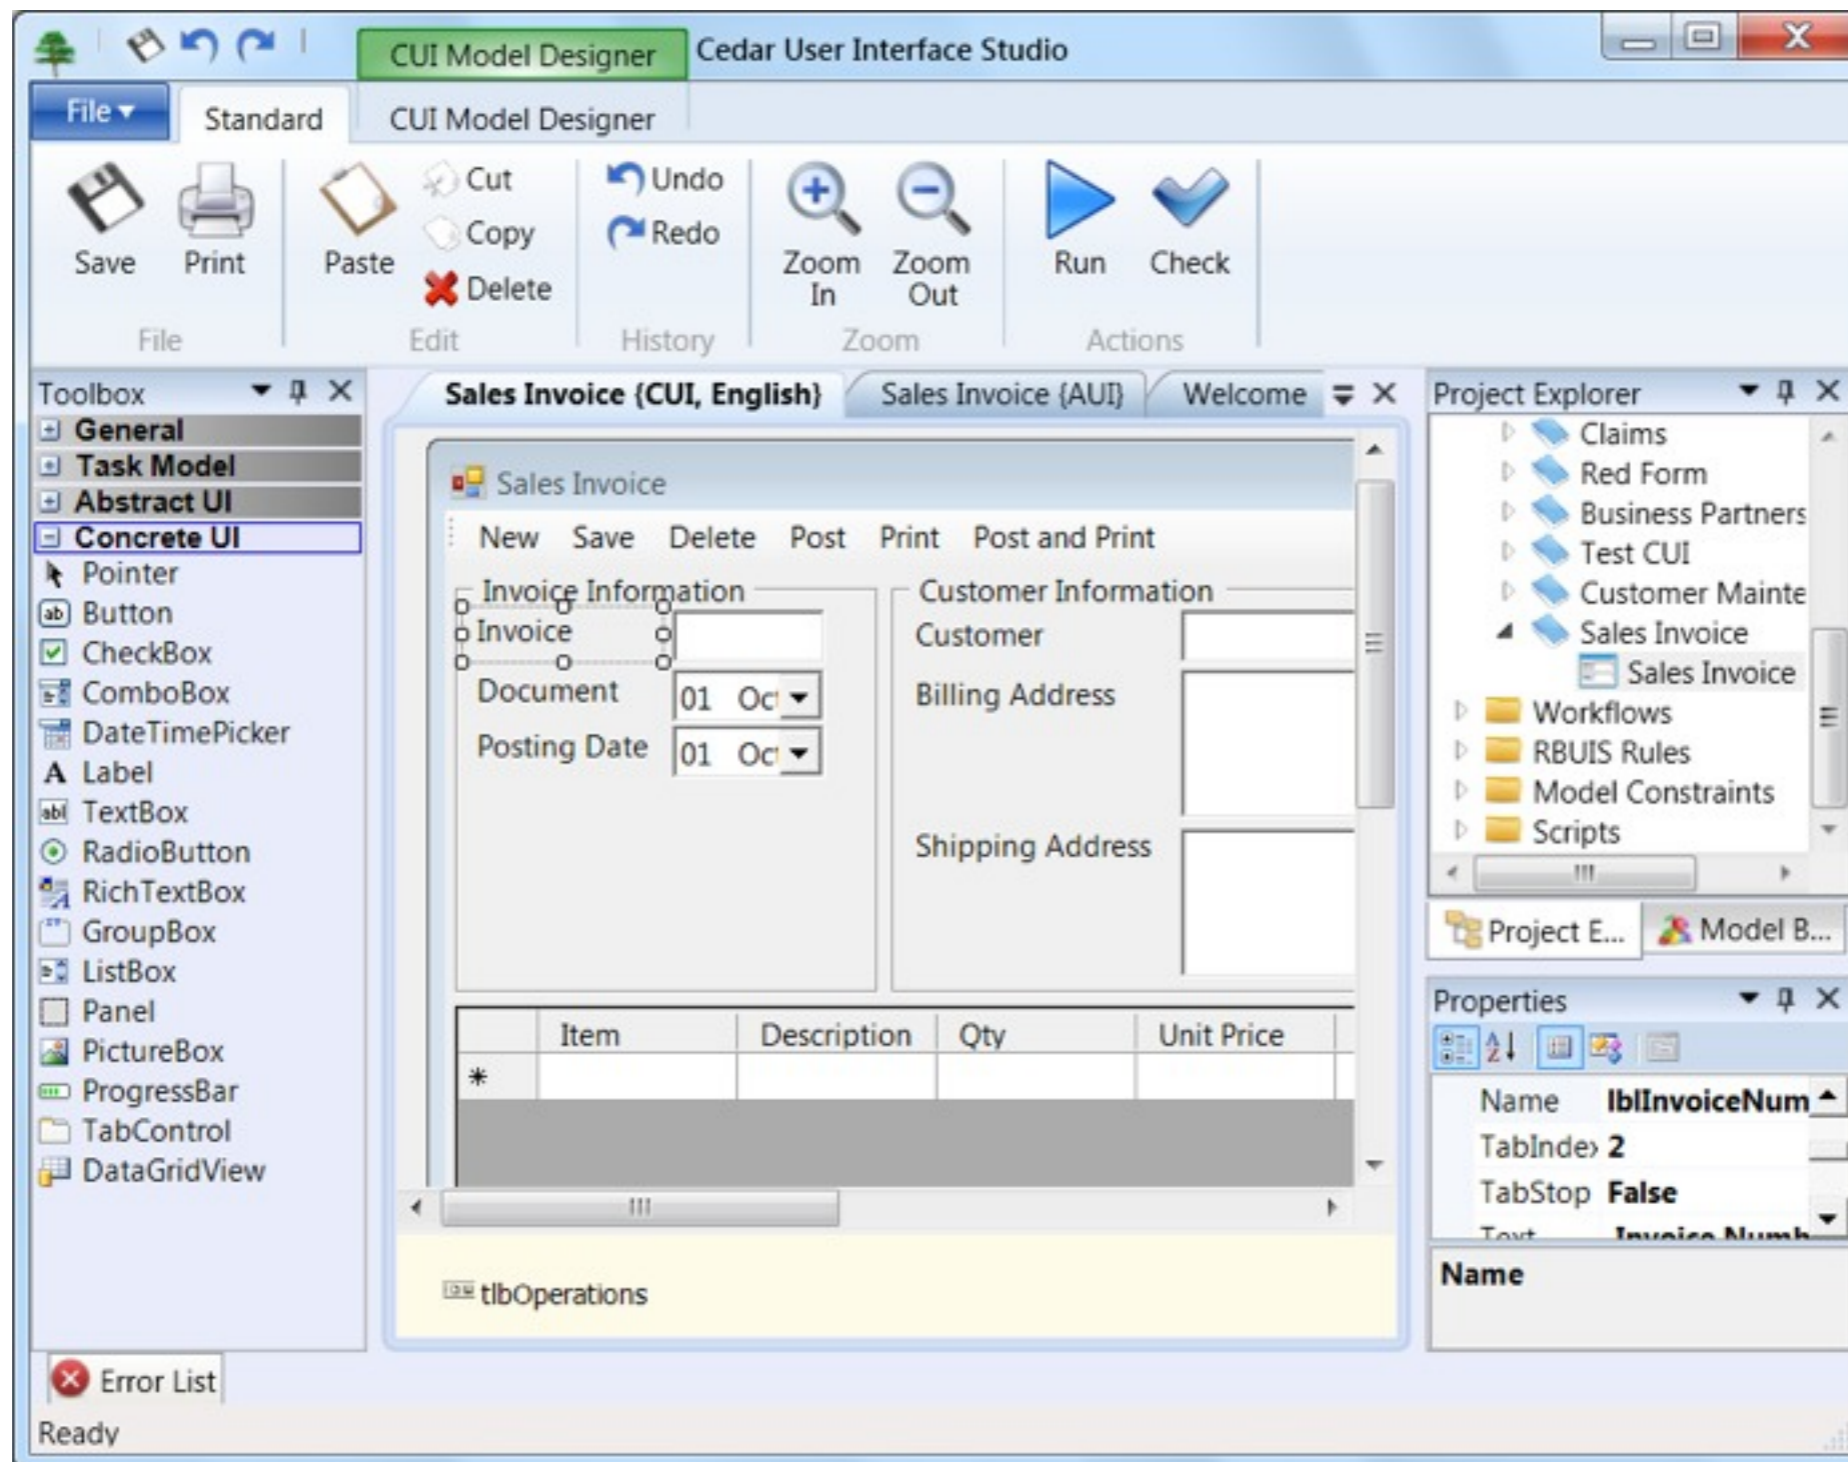 CUI Model Designer Cedar User Interface Studio
File Standard CUI Model Designer
Save Print Paste Cut Copy Delete Undo Redo Zoom In Zoom Out Run Check
File Edit History Zoom Actions
Toolbox
General
Task Model
Abstract UI
Concrete UI
Pointer
Button
CheckBox
ComboBox
DateTimePicker
Label
TextBox
RadioButton
RichTextBox
GroupBox
ListBox
Panel
PictureBox
ProgressBar
TabControl
DataGridView
Sales Invoice {CUI, English} Sales Invoice {AUI} Welcome
Sales Invoice
New Save Delete Post Print Post and Print
Invoice Information
Invoice
Document 01 Oct
Posting Date 01 Oct
Customer Information
Customer
Billing Address
Shipping Address
Item Description Qty Unit Price
*
tlbOperations
Project Explorer
Claims
Red Form
Business Partners
Test CUI
Customer Mainte
Sales Invoice
Sales Invoice
Workflows
RBUIS Rules
Model Constraints
Scripts
Project E... Model B...
Properties
Name lblInvoiceNum
TabIndex 2
TabStop False
Text Invoice Numb
Name
Error List
Ready